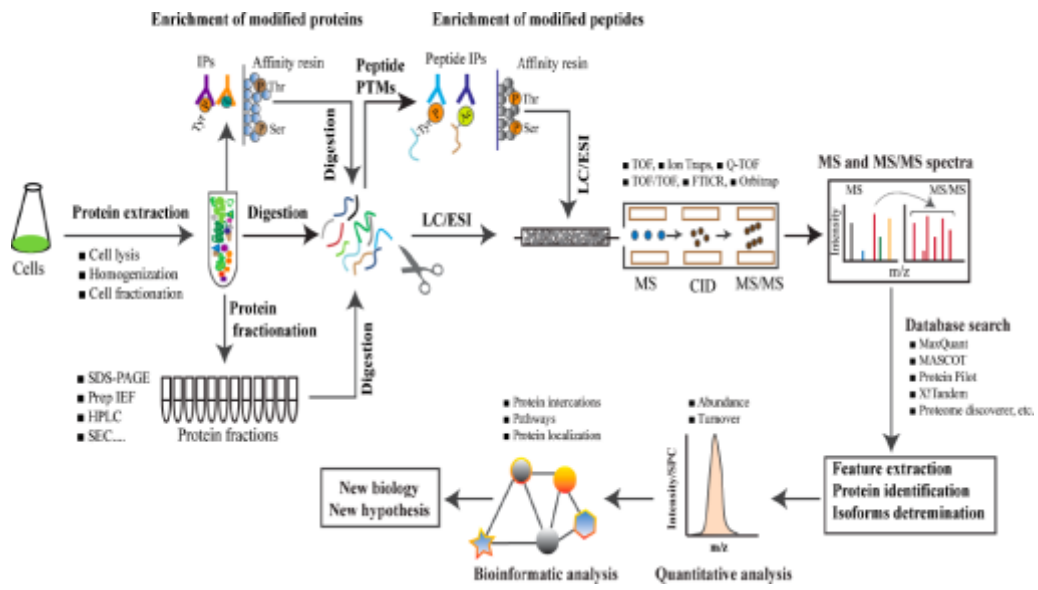 Enrichment of modified proteins
Enrichment of modified peptides
IPs
Affinity resin
Tyr
P
Thr
P
Ser
Peptide
PTMs
Peptide IPs
Affinity resin
Tyr
P
Thr
P
Ser
Digestion
LC/ESI
Cells
Protein extraction
■ Cell lysis
■ Homogenization
■ Cell fractionation
Digestion
LC/ESI
■ TOF, ■ Ion Traps, ■ Q-TOF
■ TOF/TOF, ■ FTICR, ■ Orbitrap
MS
CID
MS/MS
MS and MS/MS spectra
MS
MS/MS
Intensity
m/z
Protein
fractionation
■ SDS-PAGE
■ Prep IEF
■ HPLC
■ SEC....
Protein fractions
Digestion
Database search
■ MaxQuant
■ MASCOT
■ Protein Pilot
■ X!Tandem
■ Proteome discoverer, etc.
Feature extraction
Protein identification
Isoforms detremination
■ Abundance
■ Turnover
Intensity/SPC
m/z
Quantitative analysis
■ Protein intercations
■ Pathways
■ Protein localization
Bioinformatic analysis
New biology
New hypothesis